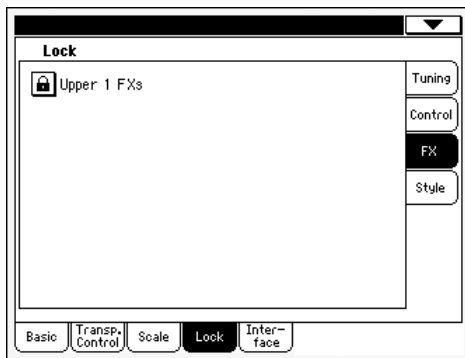 Lock
Upper 1 FXs
Tuning
Control
FX
Style
Basic
Transp.
Control
Scale
Lock
Inter-
face